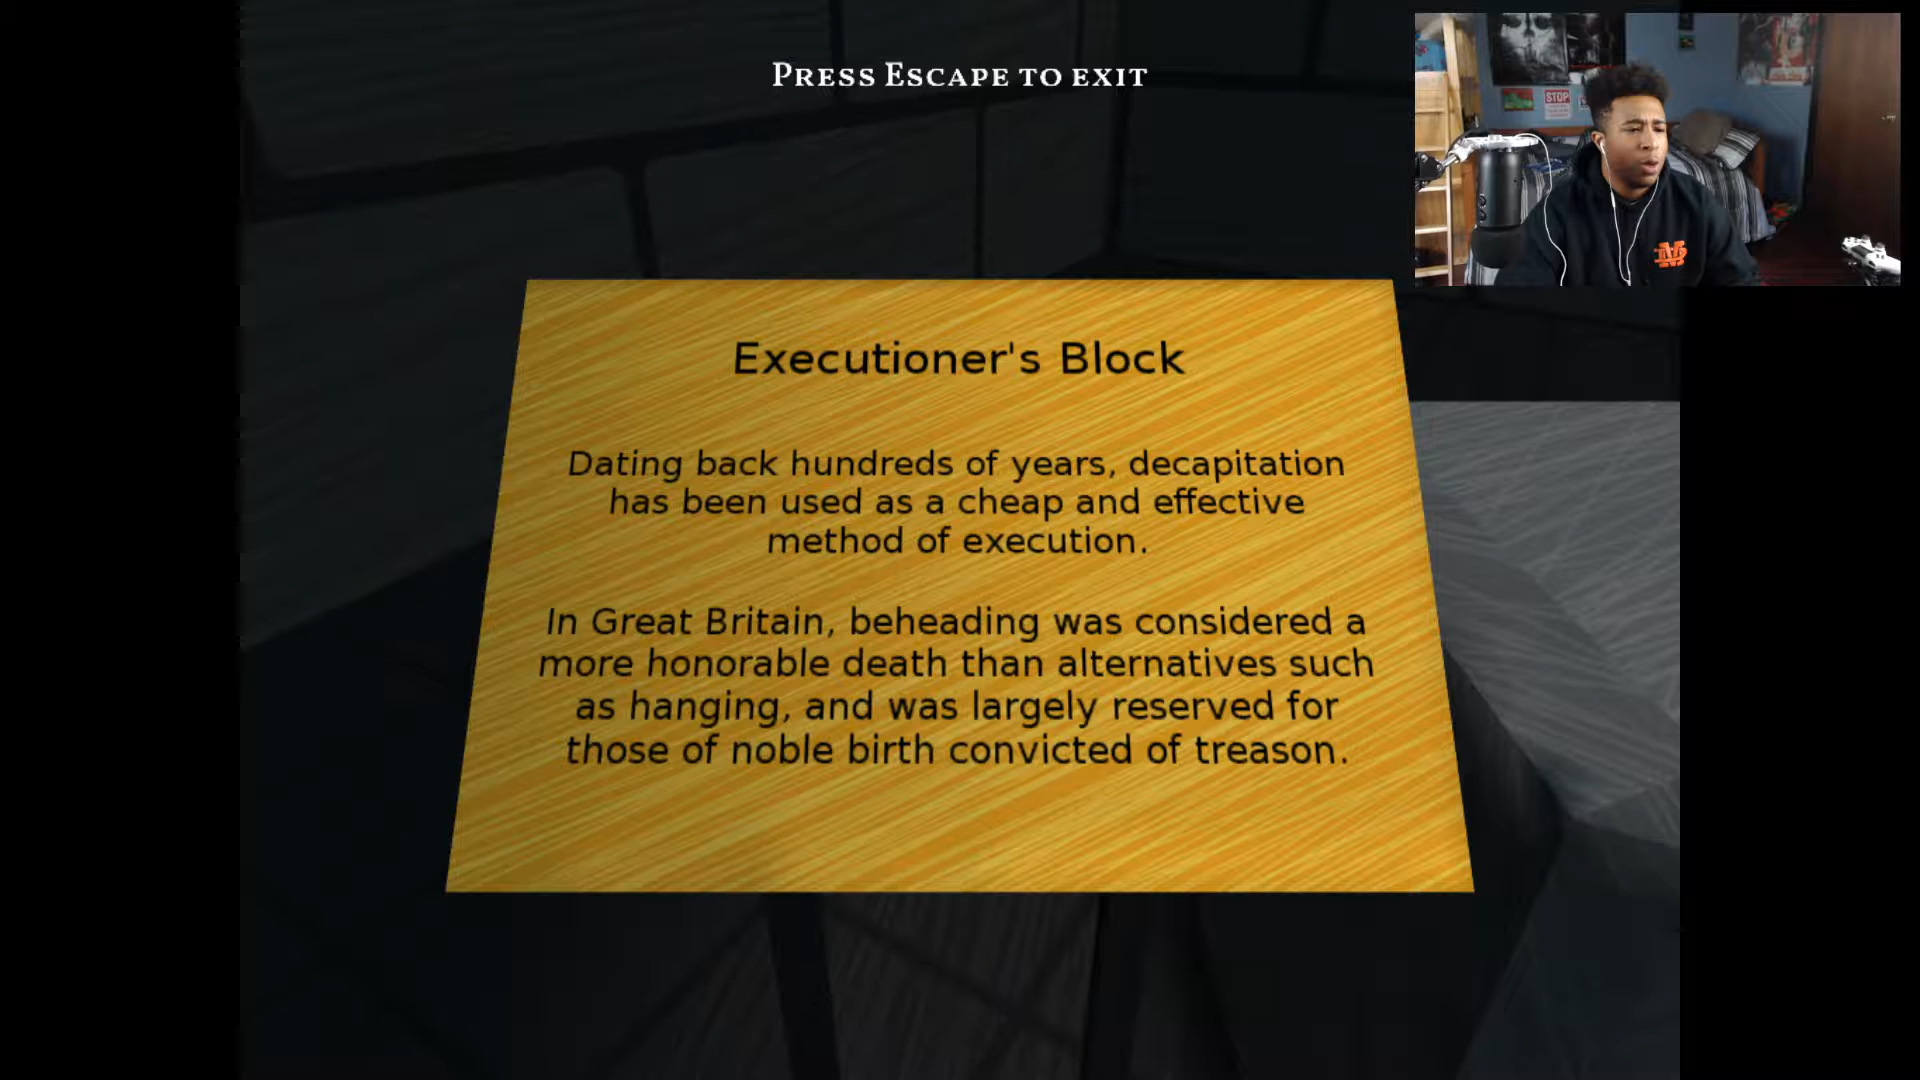 PRESS ESCAPE TO EXIT
STOP
Executioner's Block
Dating back hundreds of years, decapitation
has been used as a cheap and effective
method of execution.
In Great Britain, beheading was considered a
more honorable death than alternatives such
as hanging, and was largely reserved for
those of noble birth convicted of treason.